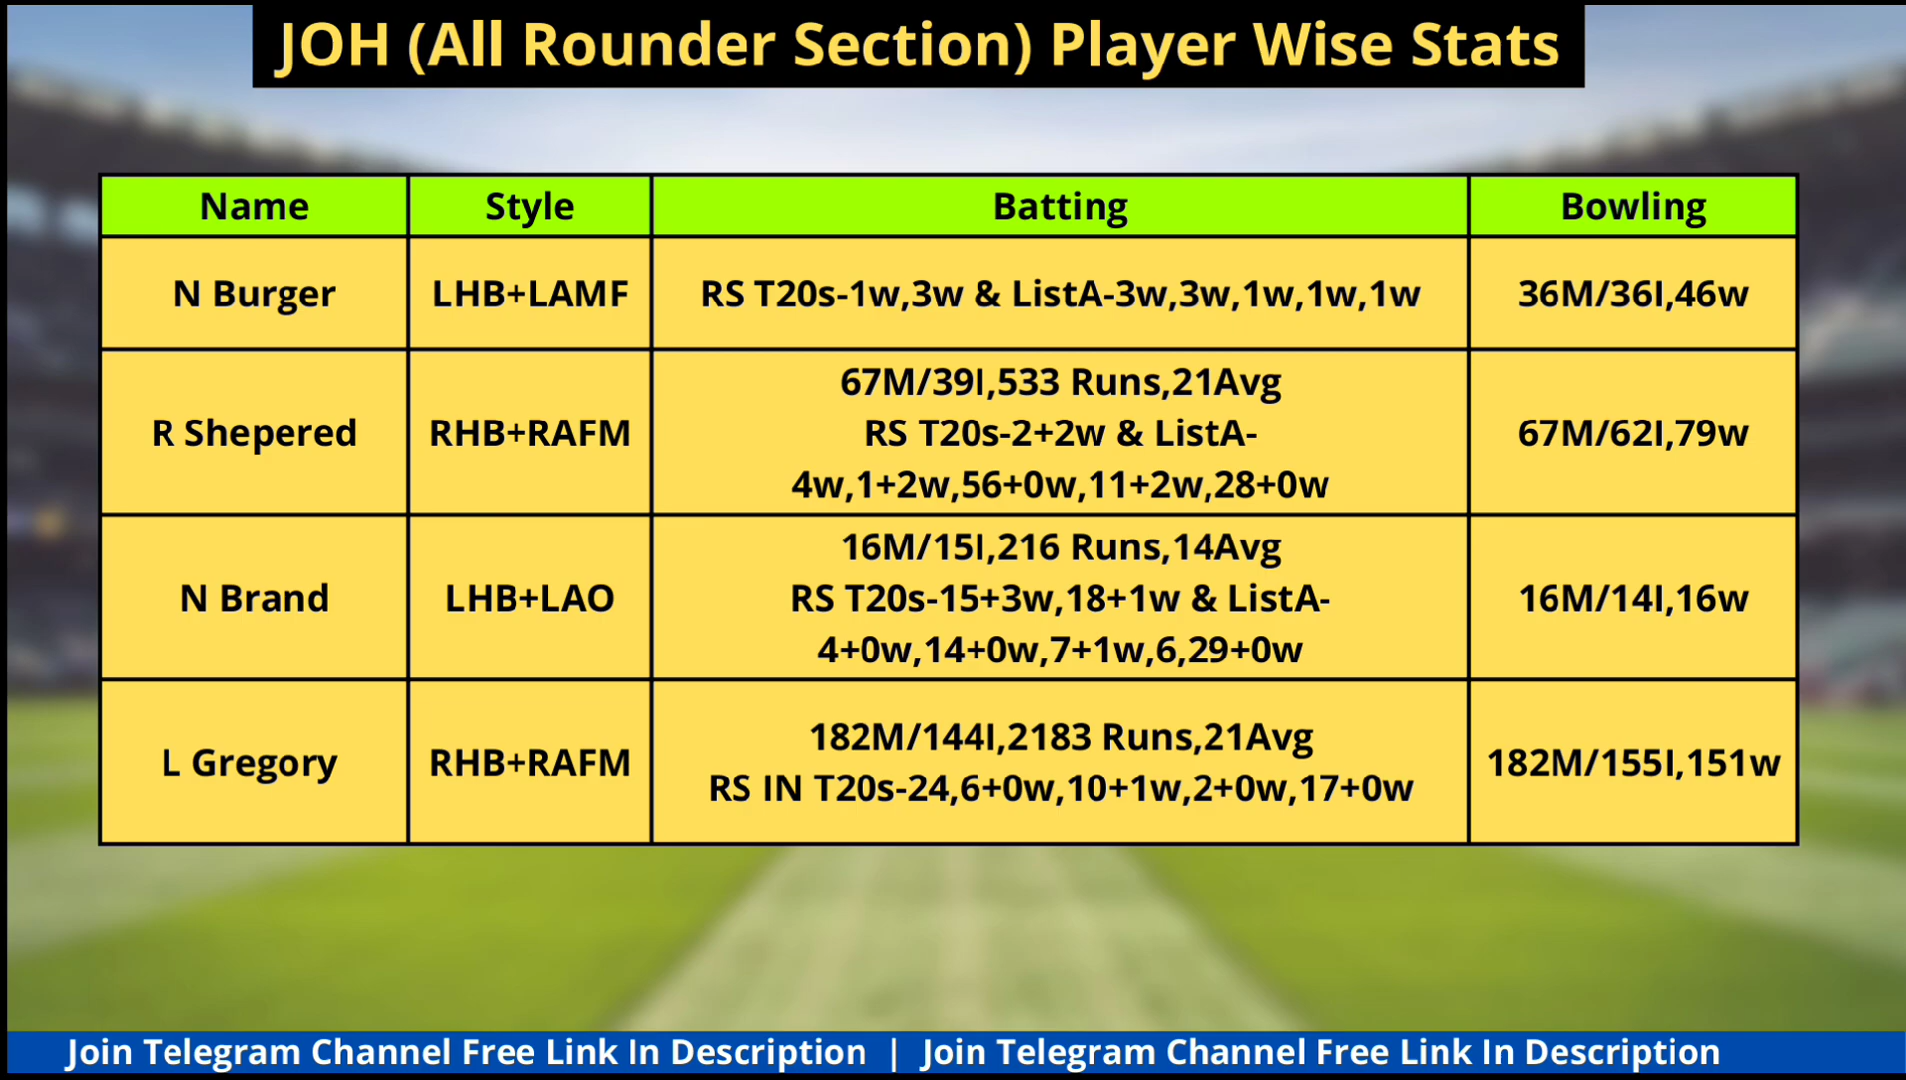 JOH (All Rounder Section) Player Wise Stats
Name Style Batting Bowling
N Burger LHB+LAMF RS T20s-1w,3w & ListA-3w,3w,1w,1w,1w 36M/36I,46w
R Shepered RHB+RAFM 67M/39I,533 Runs,21Avg
RS T20s-2+2w & ListA-
4w,1+2w,56+0w,11+2w,28+0w 67M/62I,79w
N Brand LHB+LAO 16M/15I,216 Runs,14Avg
RS T20s-15+3w,18+1w & ListA-
4+0w,14+0w,7+1w,6,29+0w 16M/14I,16w
L Gregory RHB+RAFM 182M/144I,2183 Runs,21Avg
RS IN T20s-24,6+0w,10+1w,2+0w,17+0w 182M/155I,151w
Join Telegram Channel Free Link In Description | Join Telegram Channel Free Link In Description